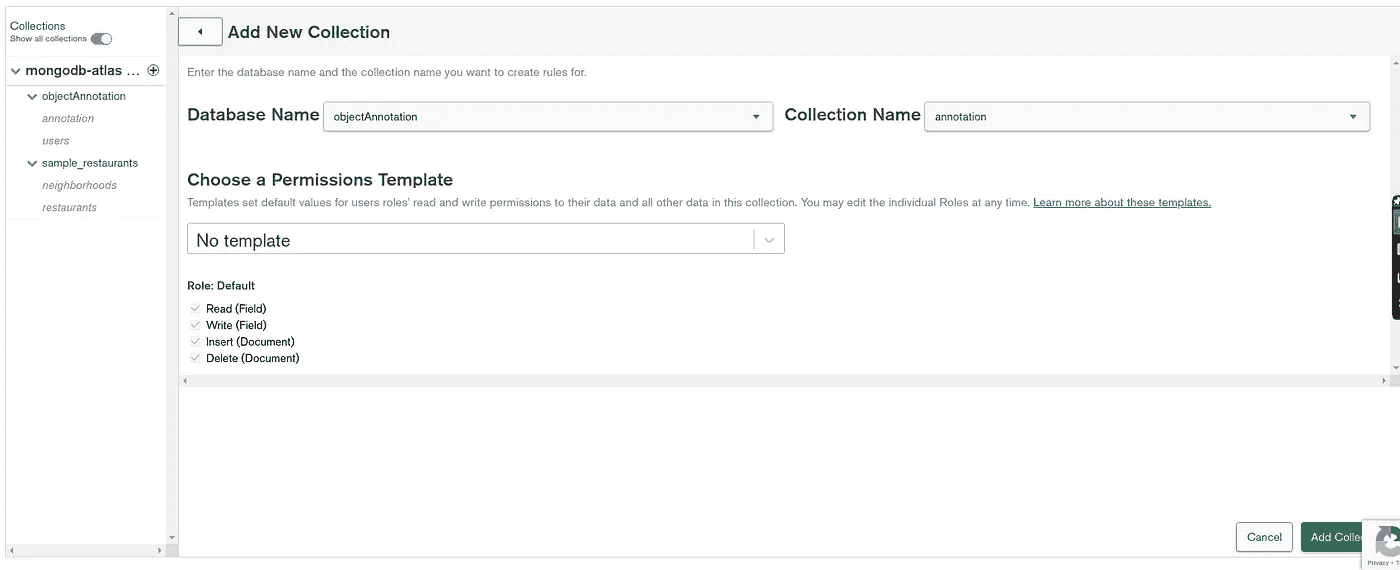 Collections
Show all collections
mongodb-atlas ...
objectAnnotation
annotation
users
sample_restaurants
neighborhoods
restaurants
Add New Collection
Enter the database name and the collection name you want to create rules for.
Database Name objectAnnotation Collection Name annotation
Choose a Permissions Template
Templates set default values for users roles' read and write permissions to their data and all other data in this collection. You may edit the individual Roles at any time. Learn more about these templates.
No template
Role: Default
Read (Field)
Write (Field)
Insert (Document)
Delete (Document)
Cancel Add Colle
Privacy - T